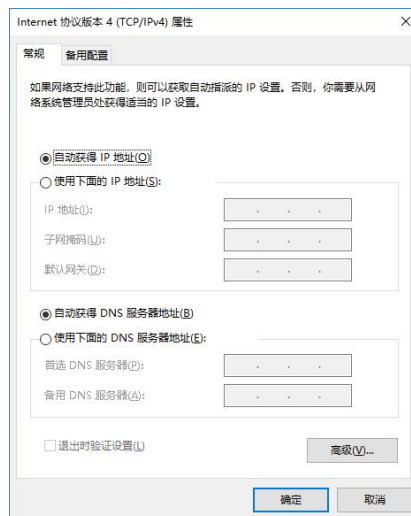 Internet 协议版本 4 (TCP/IPv4) 属性
常规
备用配置
如果网络支持此功能，则可以获取自动指派的 IP 设置。否则，你需要从网
络系统管理员处获得适当的 IP 设置。
自动获得 IP 地址(O)
使用下面的 IP 地址(S):
IP 地址(I):
子网掩码(U):
默认网关(D):
自动获得 DNS 服务器地址(B)
使用下面的 DNS 服务器地址(E):
首选 DNS 服务器(P):
备用 DNS 服务器(A):
退出时验证设置(L)
高级(V)...
确定
取消